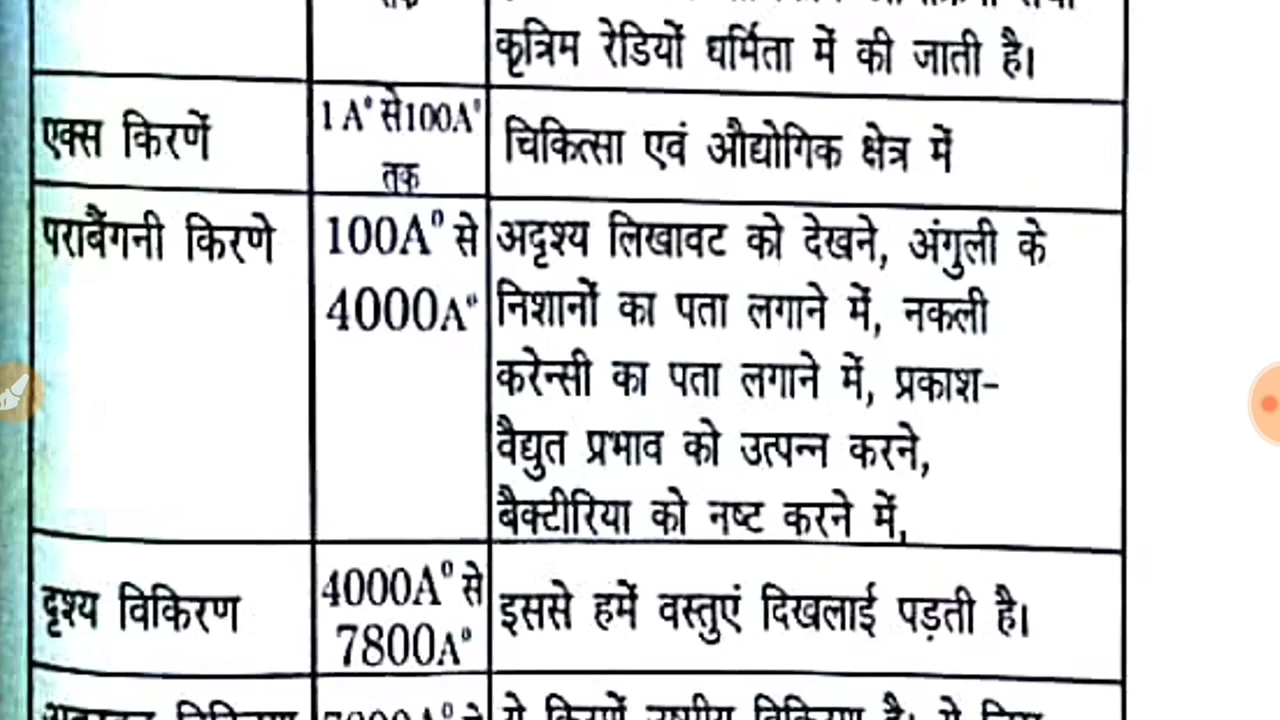 कृत्रिम रेडियों धर्मिता में की जाती है।
एक्स किरणें
1 A° से100A°
तक
चिकित्सा एवं औद्योगिक क्षेत्र में
पराबैंगनी किरणे
100A° से
4000A°
अदृश्य लिखावट को देखने, अंगुली के
निशानों का पता लगाने में, नकली
करेन्सी का पता लगाने में, प्रकाश-
वैद्युत प्रभाव को उत्पन्न करने,
बैक्टीरिया को नष्ट करने में,
दृश्य विकिरण
4000A° से
7800A°
इससे हमें वस्तुएं दिखलाई पड़ती है।